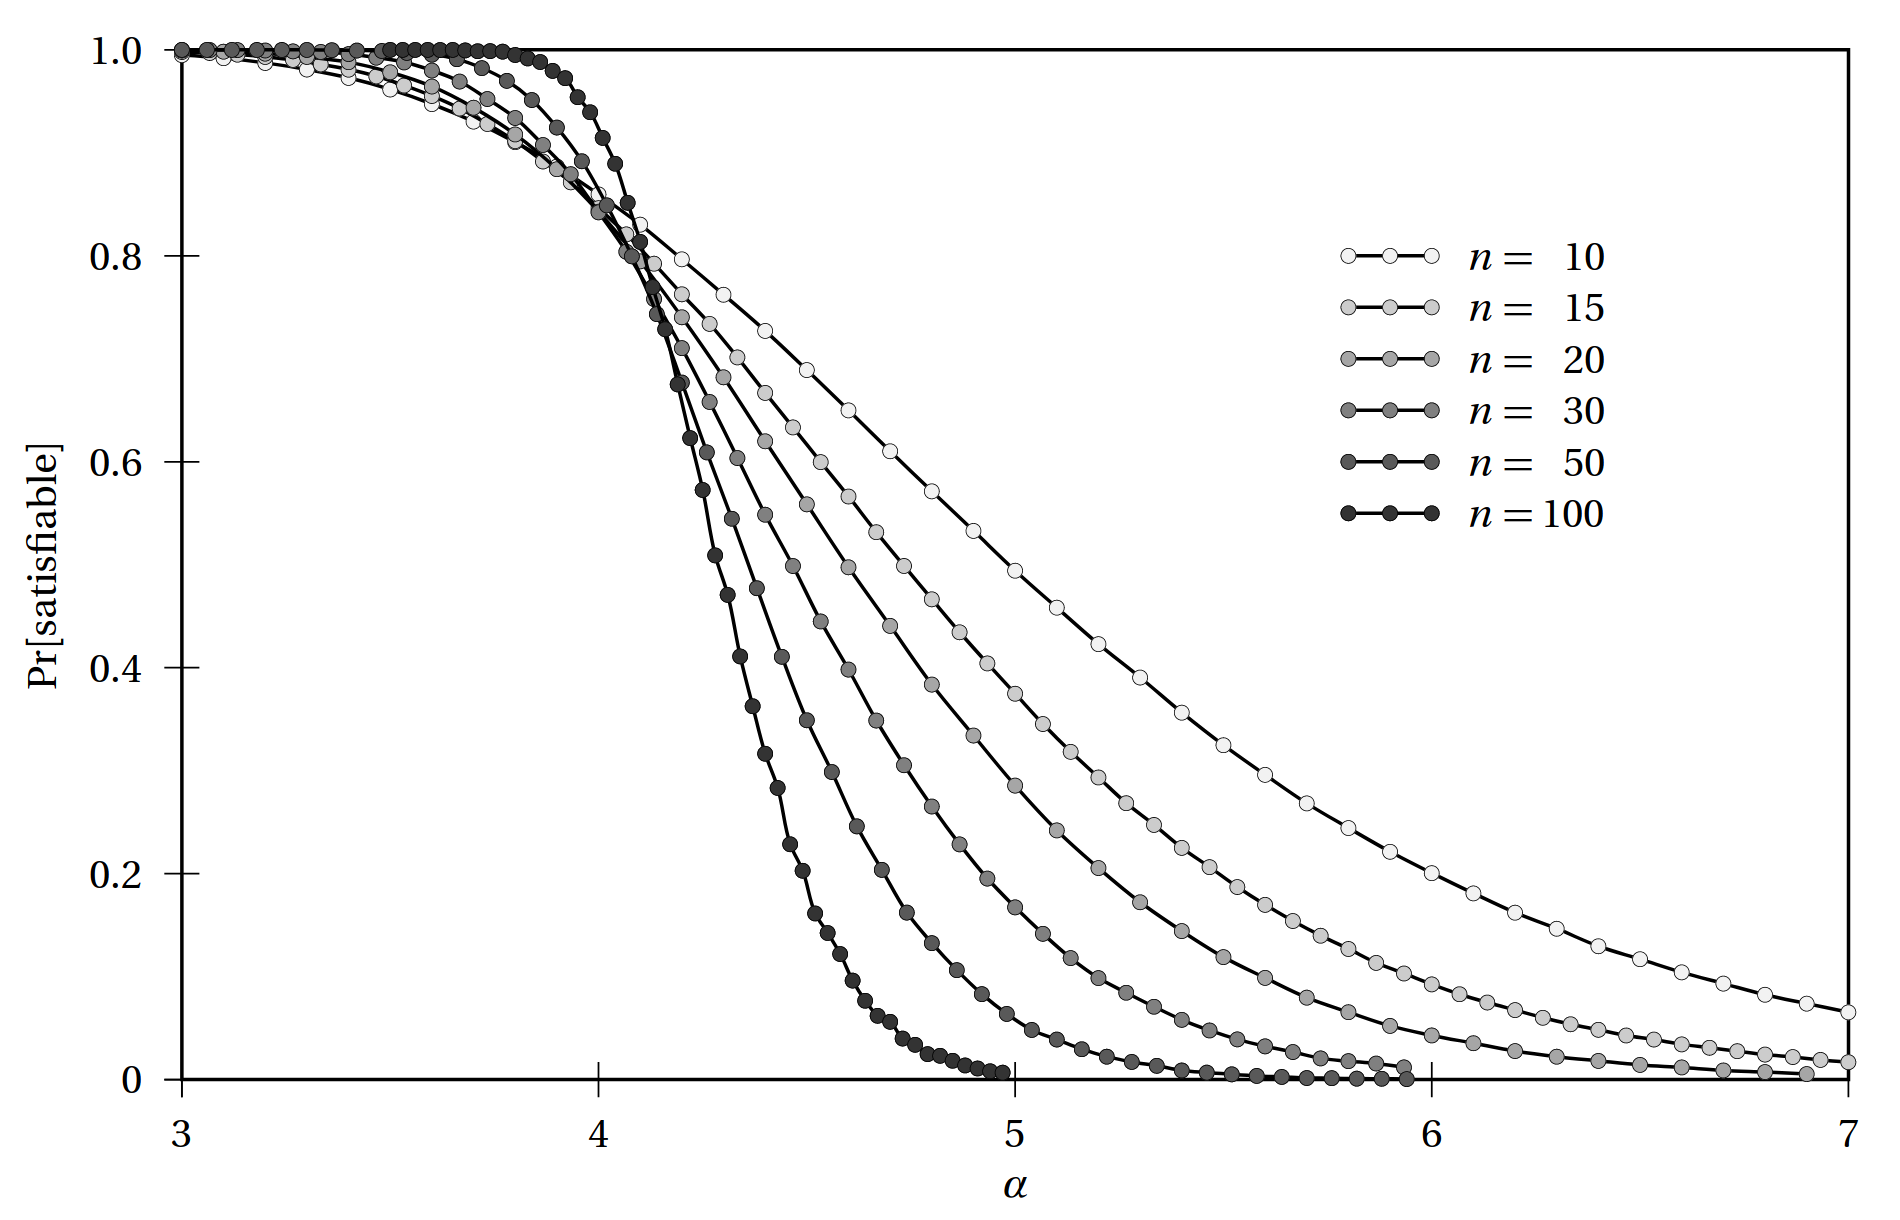 1.0
0.8
0.6
0.4
0.2
0
Pr[satisfiable]
n = 10
n = 15
n = 20
n = 30
n = 50
n = 100
3 4 5 6 7
α